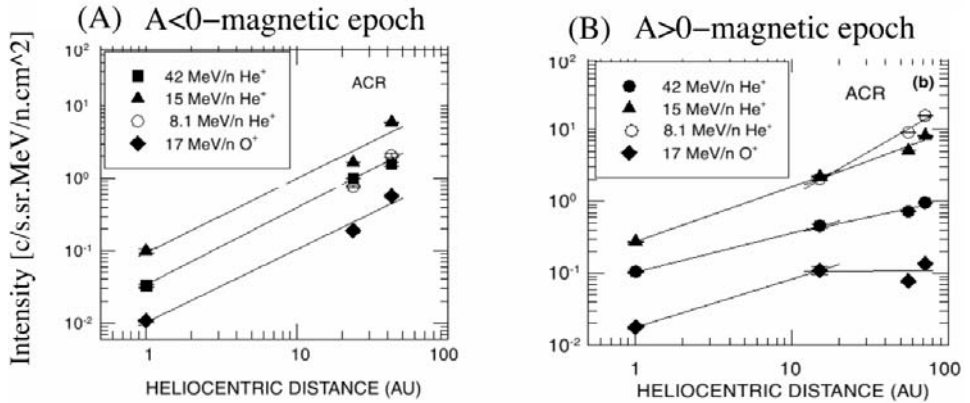 (A) A<0−magnetic epoch
Intensity [c/s.sr.MeV/n.cm^2]
10^2
10^1
10^0
10^-1
10^-2
42 MeV/n He+
15 MeV/n He+
8.1 MeV/n He+
17 MeV/n O+
ACR
1 10 100
HELIOCENTRIC DISTANCE (AU)
(B) A>0−magnetic epoch
10^2
10^1
10^0
10^-1
10^-2
42 MeV/n He+
15 MeV/n He+
8.1 MeV/n He+
17 MeV/n O+
ACR
(b)
1 10 100
HELIOCENTRIC DISTANCE (AU)